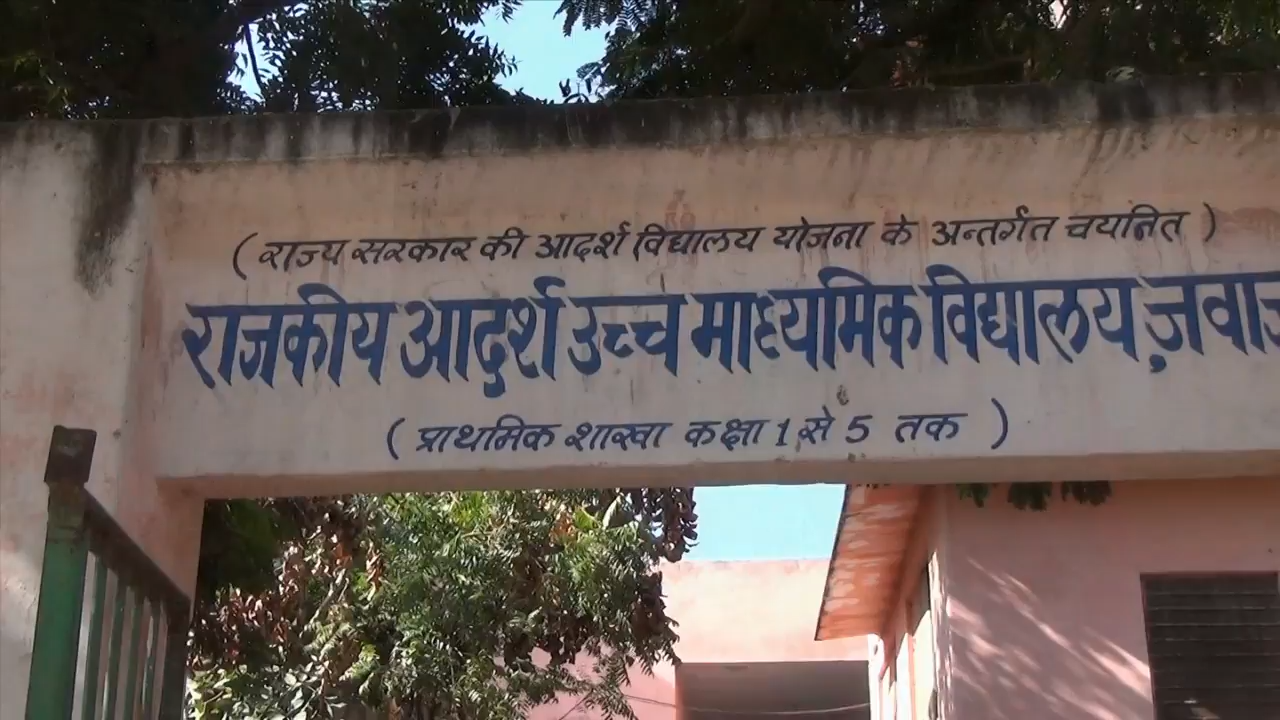 ( राज्य सरकार की आदर्श विद्यालय योजना के अन्तर्गत चयनित )
राजकीय आदर्श उच्च माध्यमिक विद्यालय
( प्राथमिक शाखा कक्षा 1 से 5 तक )